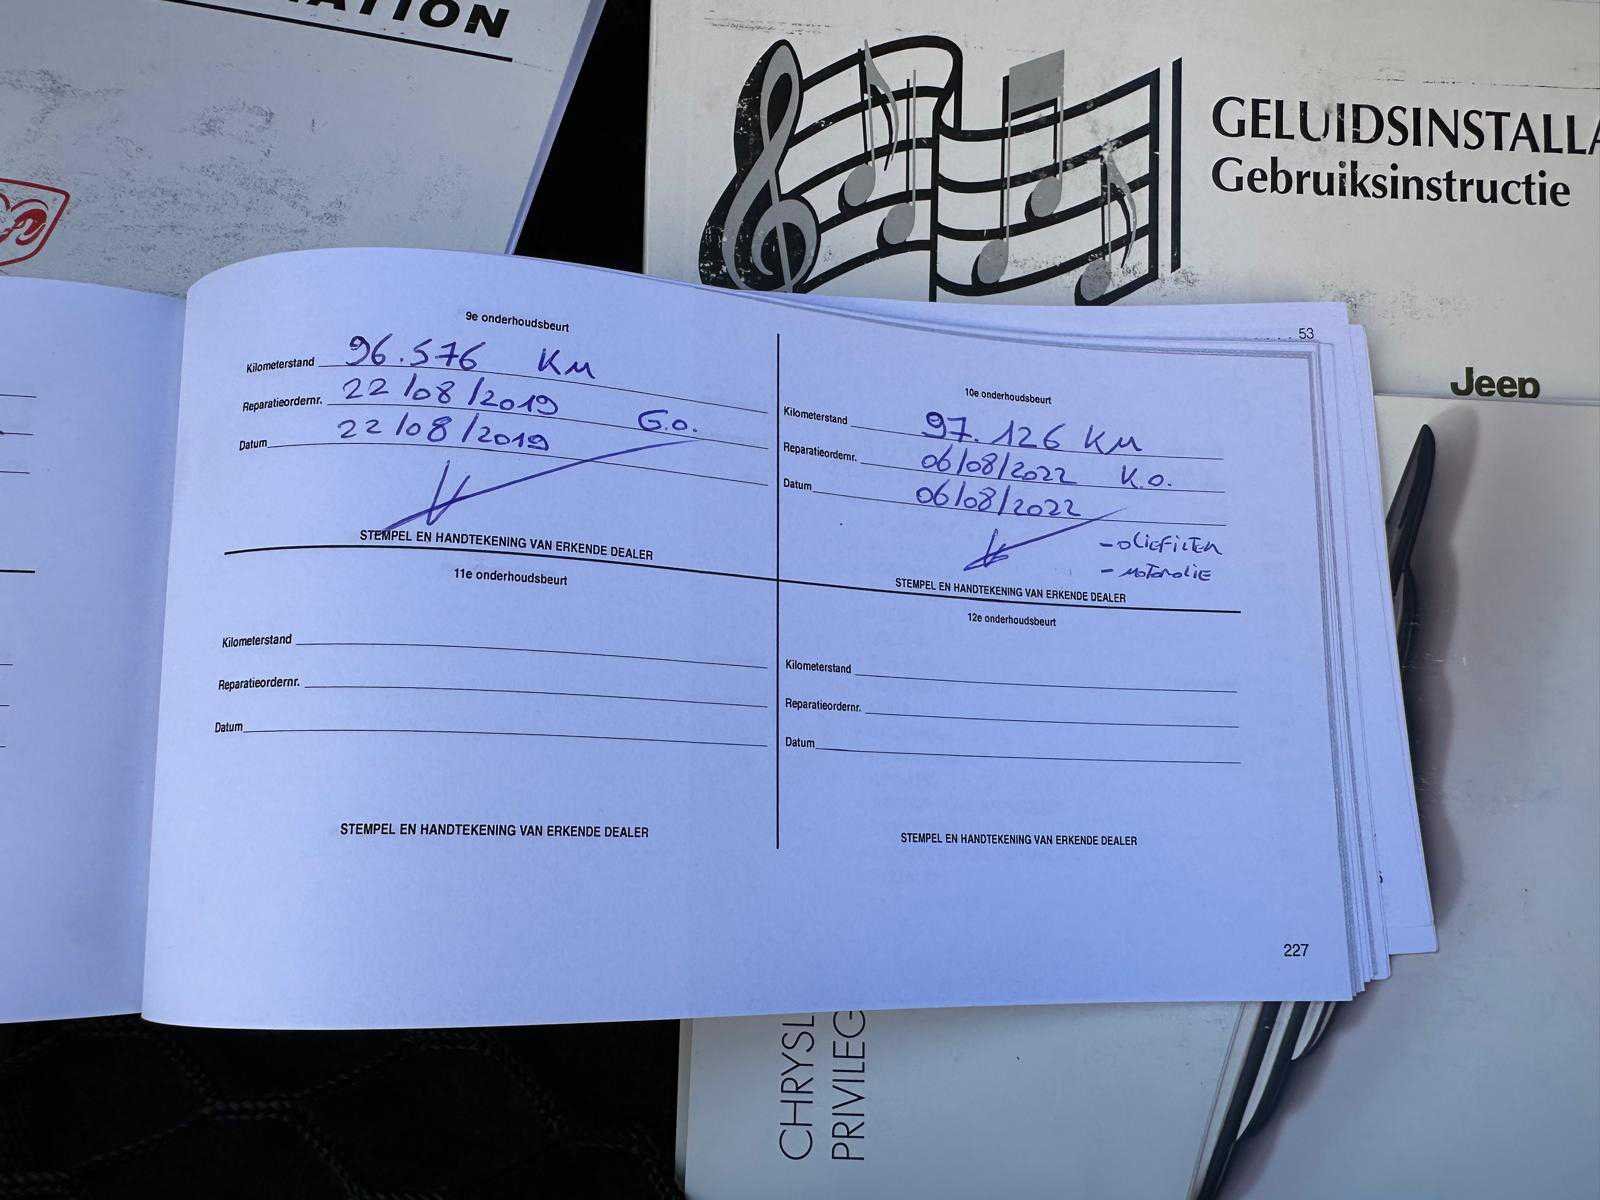 ATION
GELUIDSINSTALLA
Gebruiksinstructie
Jeep
53
9e onderhoudsbeurt
Kilometerstand 96.576 KM
Reparatieordernr. 22/08/2019 G.O.
Datum 22/08/2019
STEMPEL EN HANDTEKENING VAN ERKENDE DEALER
10e onderhoudsbeurt
Kilometerstand 97.126 KM
Reparatieordernr. 06/08/2022 K.O.
Datum 06/08/2022
- OLIEFILTER
- MOTOROLIE
STEMPEL EN HANDTEKENING VAN ERKENDE DEALER
11e onderhoudsbeurt
Kilometerstand
Reparatieordernr.
Datum
STEMPEL EN HANDTEKENING VAN ERKENDE DEALER
12e onderhoudsbeurt
Kilometerstand
Reparatieordernr.
Datum
STEMPEL EN HANDTEKENING VAN ERKENDE DEALER
227
CHRYSL
PRIVILEG